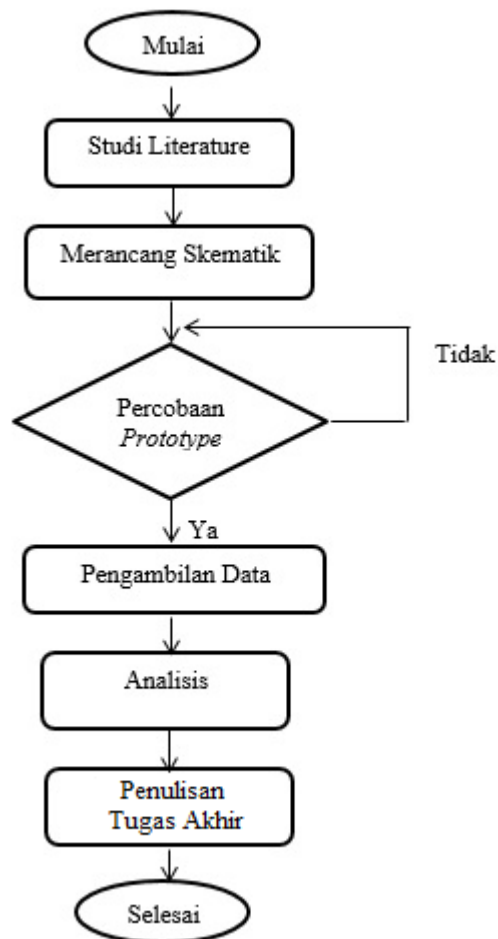 Mulai
Studi Literature
Merancang Skematik
Tidak
Percobaan
Prototype
Ya
Pengambilan Data
Analisis
Penulisan
Tugas Akhir
Selesai